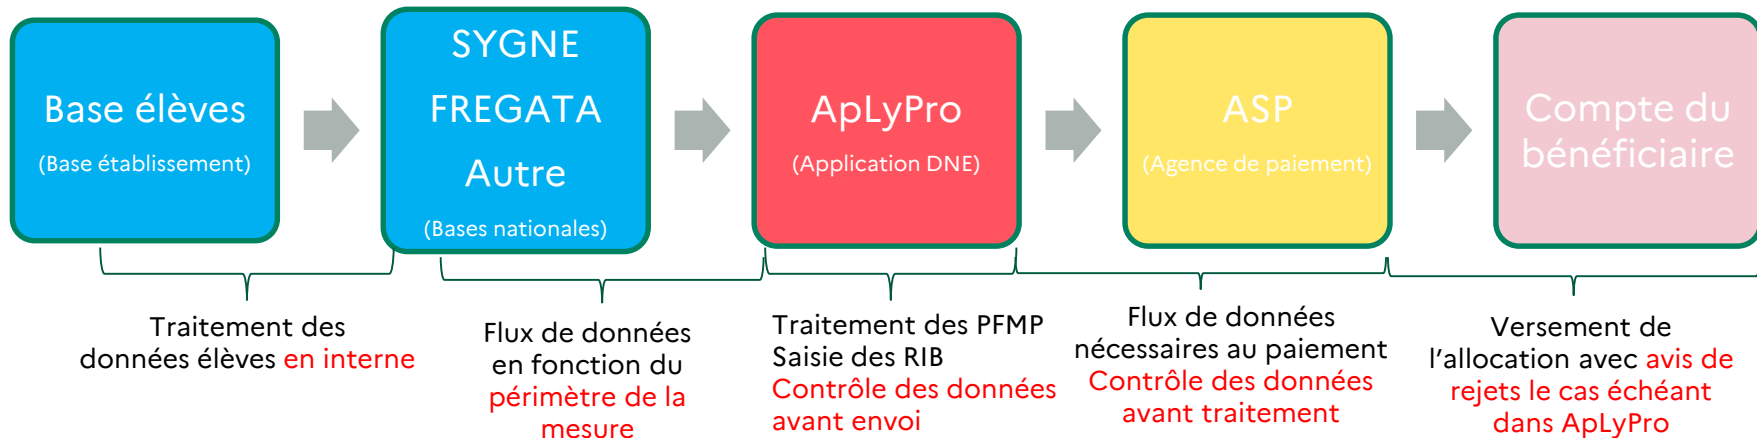 Base élèves
(Base établissement)
SYGNE
FREGATA
Autre
(Bases nationales)
ApLyPro
(Application DNE)
ASP
(Agence de paiement)
Compte du
bénéficiaire
Traitement des
données élèves en interne
Flux de données
en fonction du
périmètre de la
mesure
Traitement des PFMP
Saisie des RIB
Contrôle des données
avant envoi
Flux de données
nécessaires au paiement
Contrôle des données
avant traitement
Versement de
l’allocation avec avis de
rejets le cas échéant
dans ApLyPro